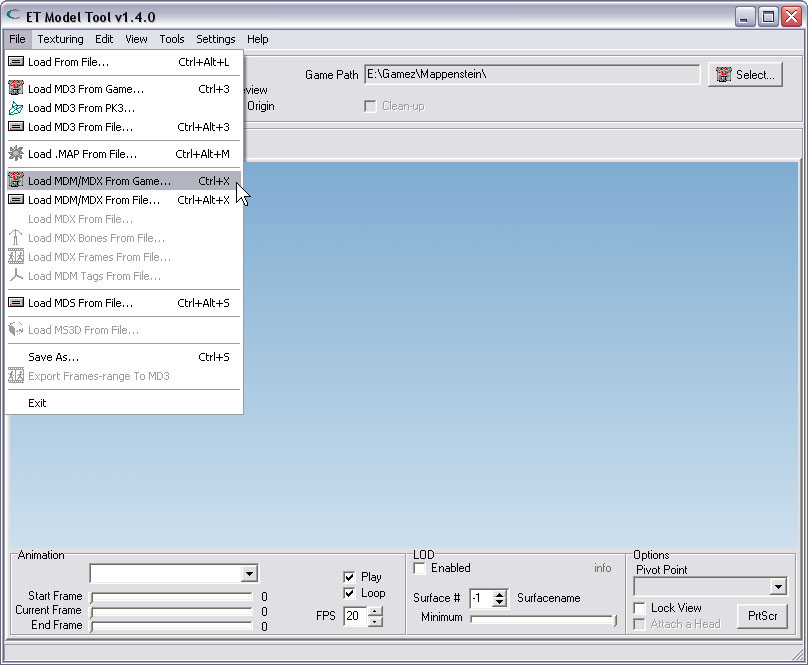 ET Model Tool v1.4.0
File Texturing Edit View Tools Settings Help
Load From File... Ctrl+Alt+L
Load MD3 From Game... Ctrl+3
Load MD3 From PK3...
Load MD3 From File... Ctrl+Alt+3
Load .MAP From File... Ctrl+Alt+M
Load MDM/MDX From Game... Ctrl+X
Load MDM/MDX From File... Ctrl+Alt+X
Load MDX From File...
Load MDX Bones From File...
Load MDX Frames From File...
Load MDM Tags From File...
Load MDS From File... Ctrl+Alt+S
Load MS3D From File...
Save As... Ctrl+S
Export Frames-range To MD3
Exit
eview
Origin
Game Path E:\Gamez\Mappenstein\ Select...
Clean-up
Animation
Play
Loop
Start Frame 0
Current Frame 0
End Frame 0
FPS 20
LOD
Enabled info
Surface # -1 Surfacename
Minimum
Options
Pivot Point
Lock View
Attach a Head
PrtScr